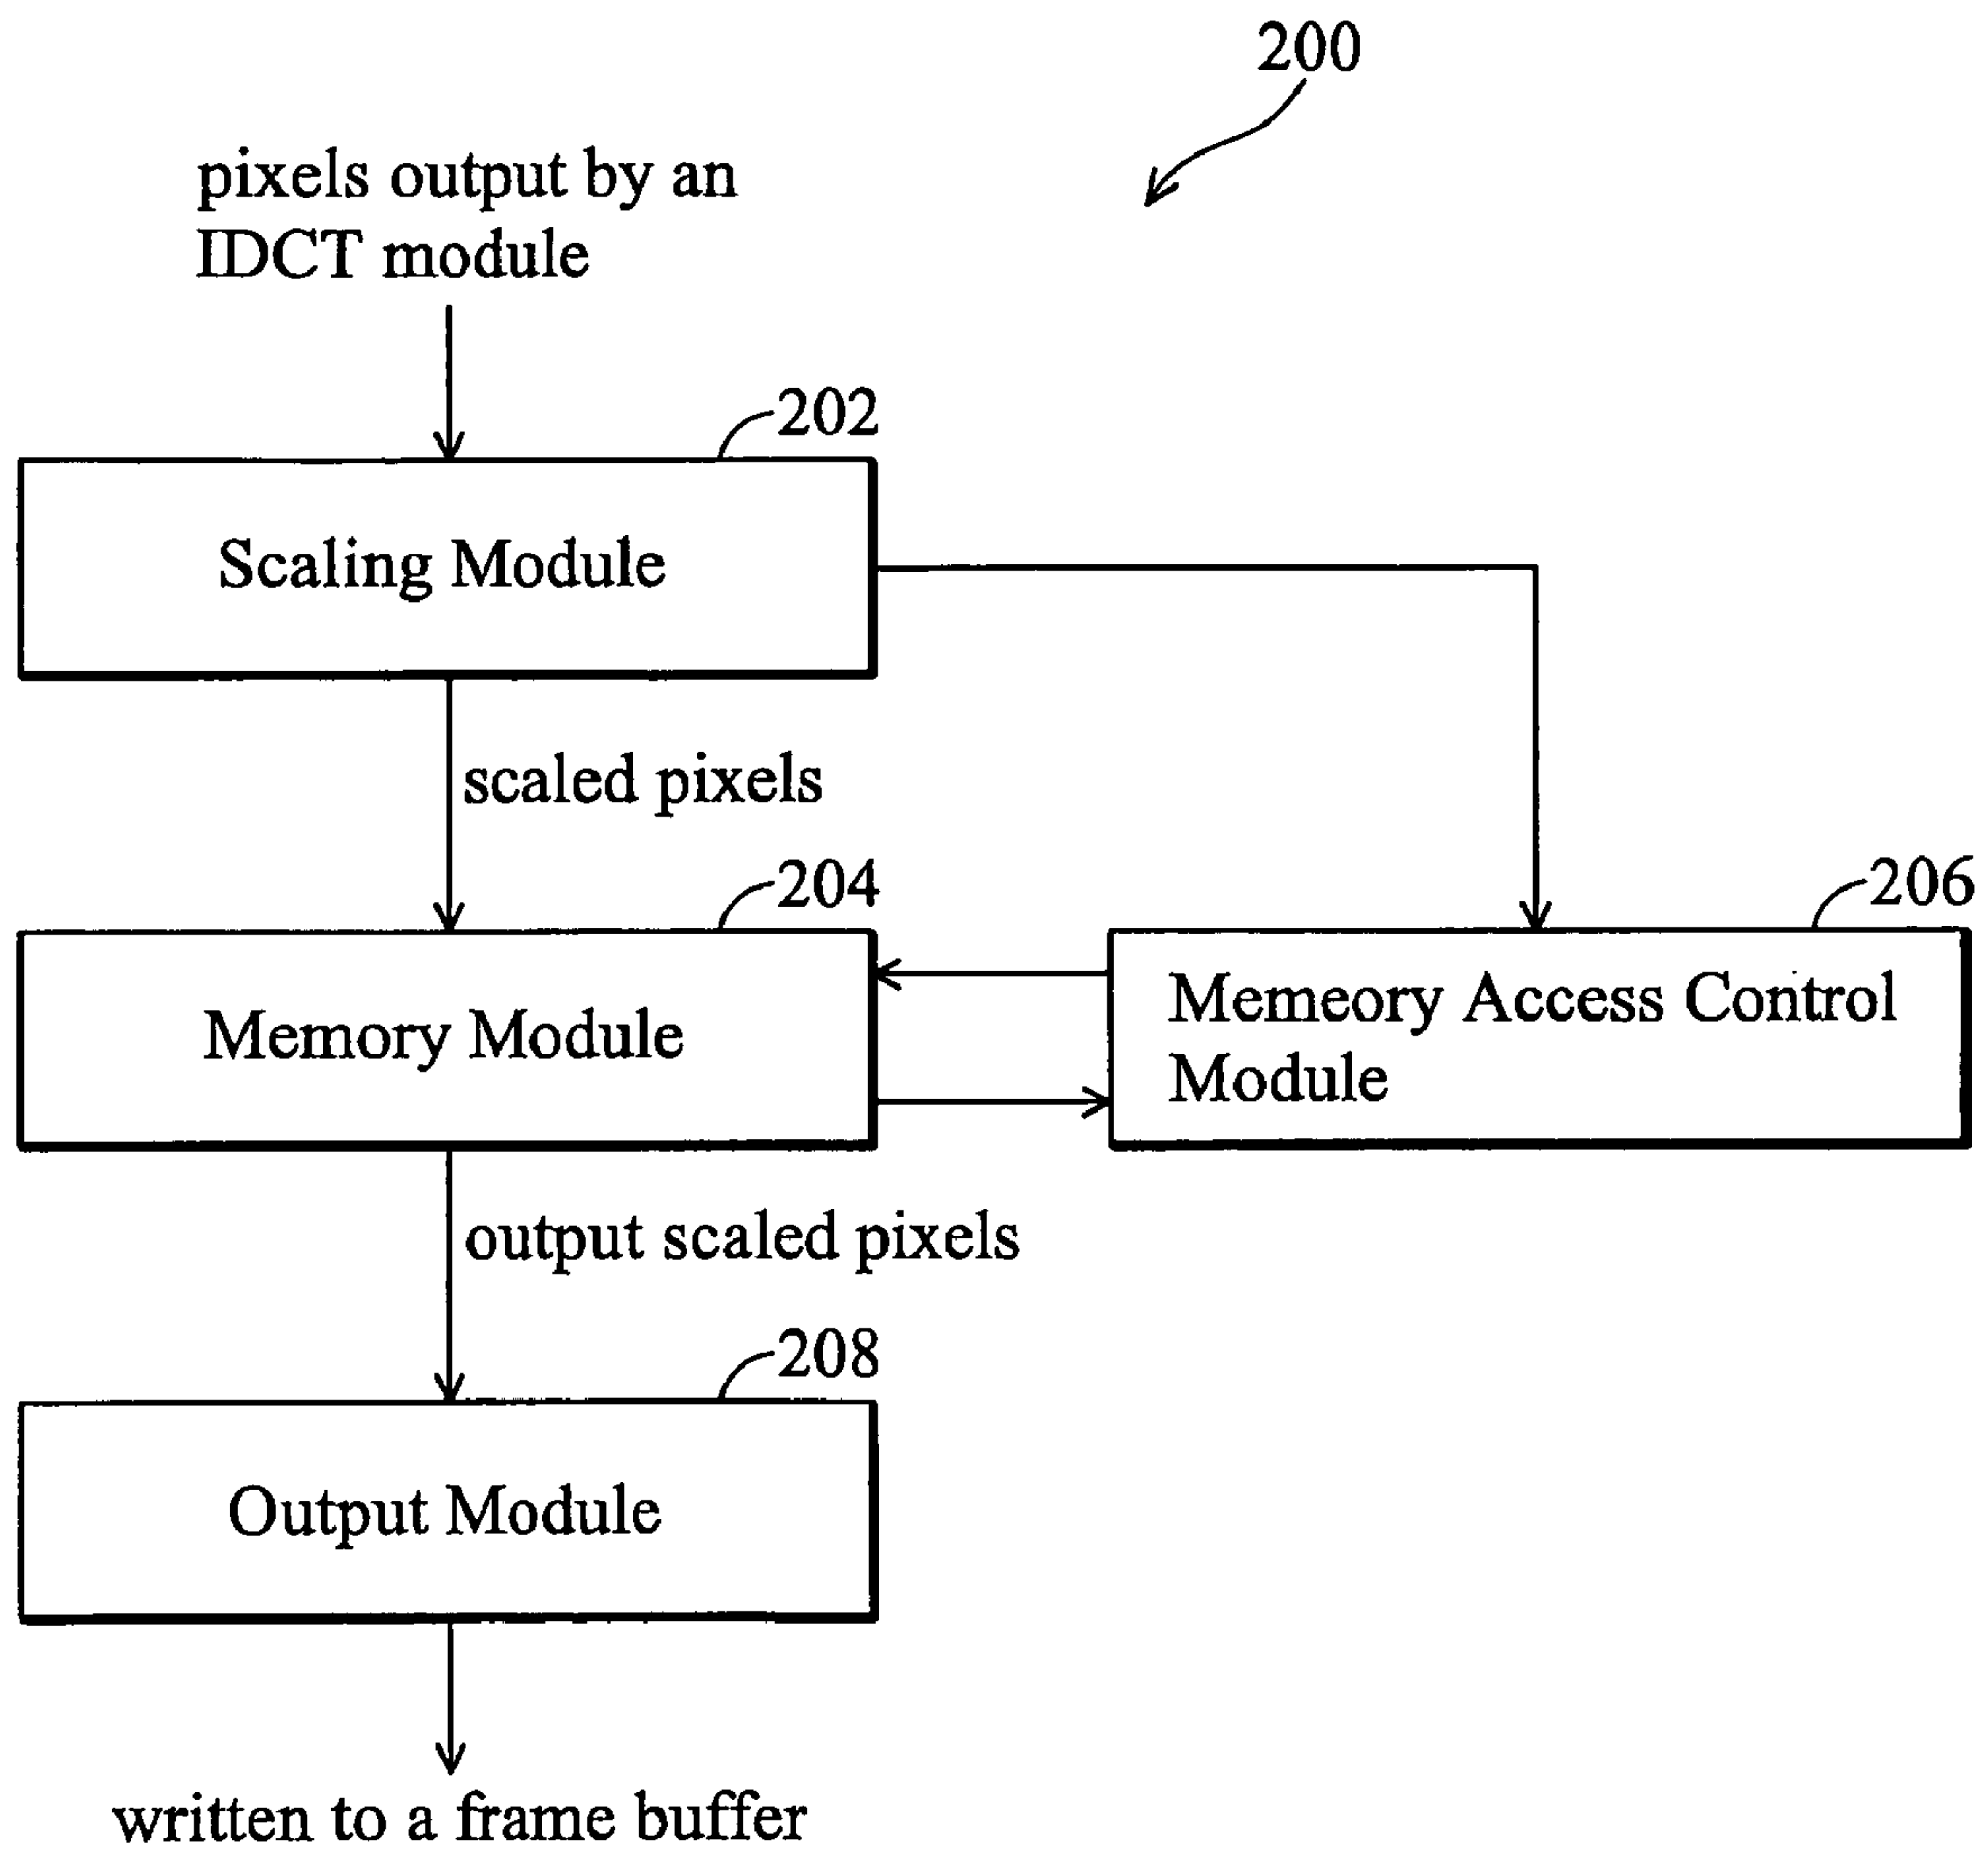 200
pixels output by an
IDCT module
202
Scaling Module
scaled pixels
204
206
Memory Module
Memeory Access Control
Module
output scaled pixels
208
Output Module
written to a frame buffer